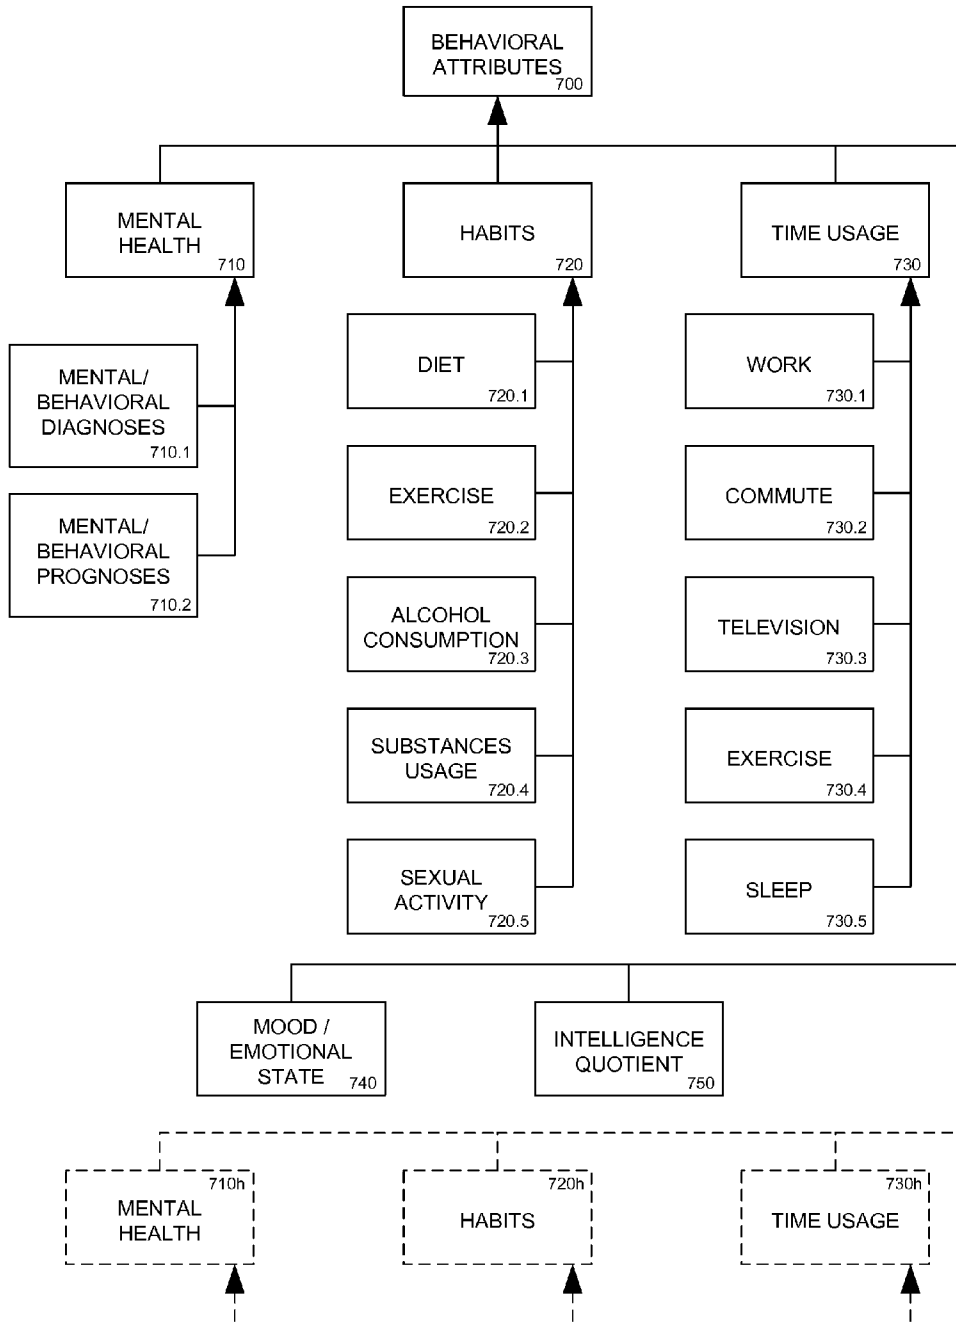 BEHAVIORAL
ATTRIBUTES
700
MENTAL
HEALTH
710
HABITS
720
TIME USAGE
730
MENTAL/
BEHAVIORAL
DIAGNOSES
710.1
MENTAL/
BEHAVIORAL
PROGNOSES
710.2
DIET
720.1
EXERCISE
720.2
ALCOHOL
CONSUMPTION
720.3
SUBSTANCES
USAGE
720.4
SEXUAL
ACTIVITY
720.5
WORK
730.1
COMMUTE
730.2
TELEVISION
730.3
EXERCISE
730.4
SLEEP
730.5
MOOD /
EMOTIONAL
STATE
740
INTELLIGENCE
QUOTIENT
750
710h
MENTAL
HEALTH
720h
HABITS
730h
TIME USAGE